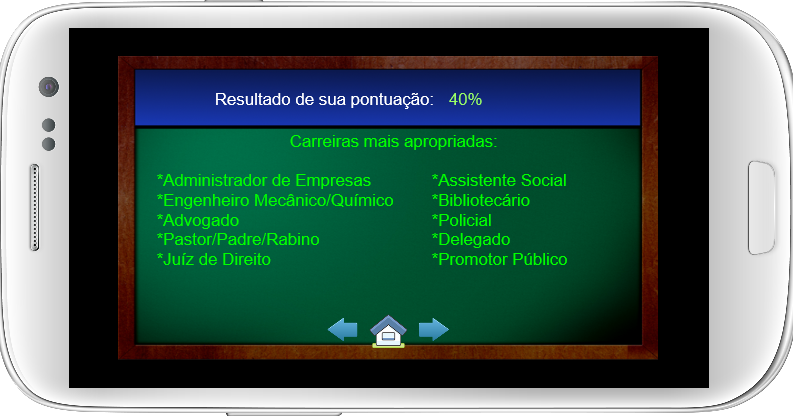 Resultado de sua pontuação: 40%
Carreiras mais apropriadas:
*Administrador de Empresas
*Engenheiro Mecânico/Químico
*Advogado
*Pastor/Padre/Rabino
*Juíz de Direito
*Assistente Social
*Bibliotecário
*Policial
*Delegado
*Promotor Público